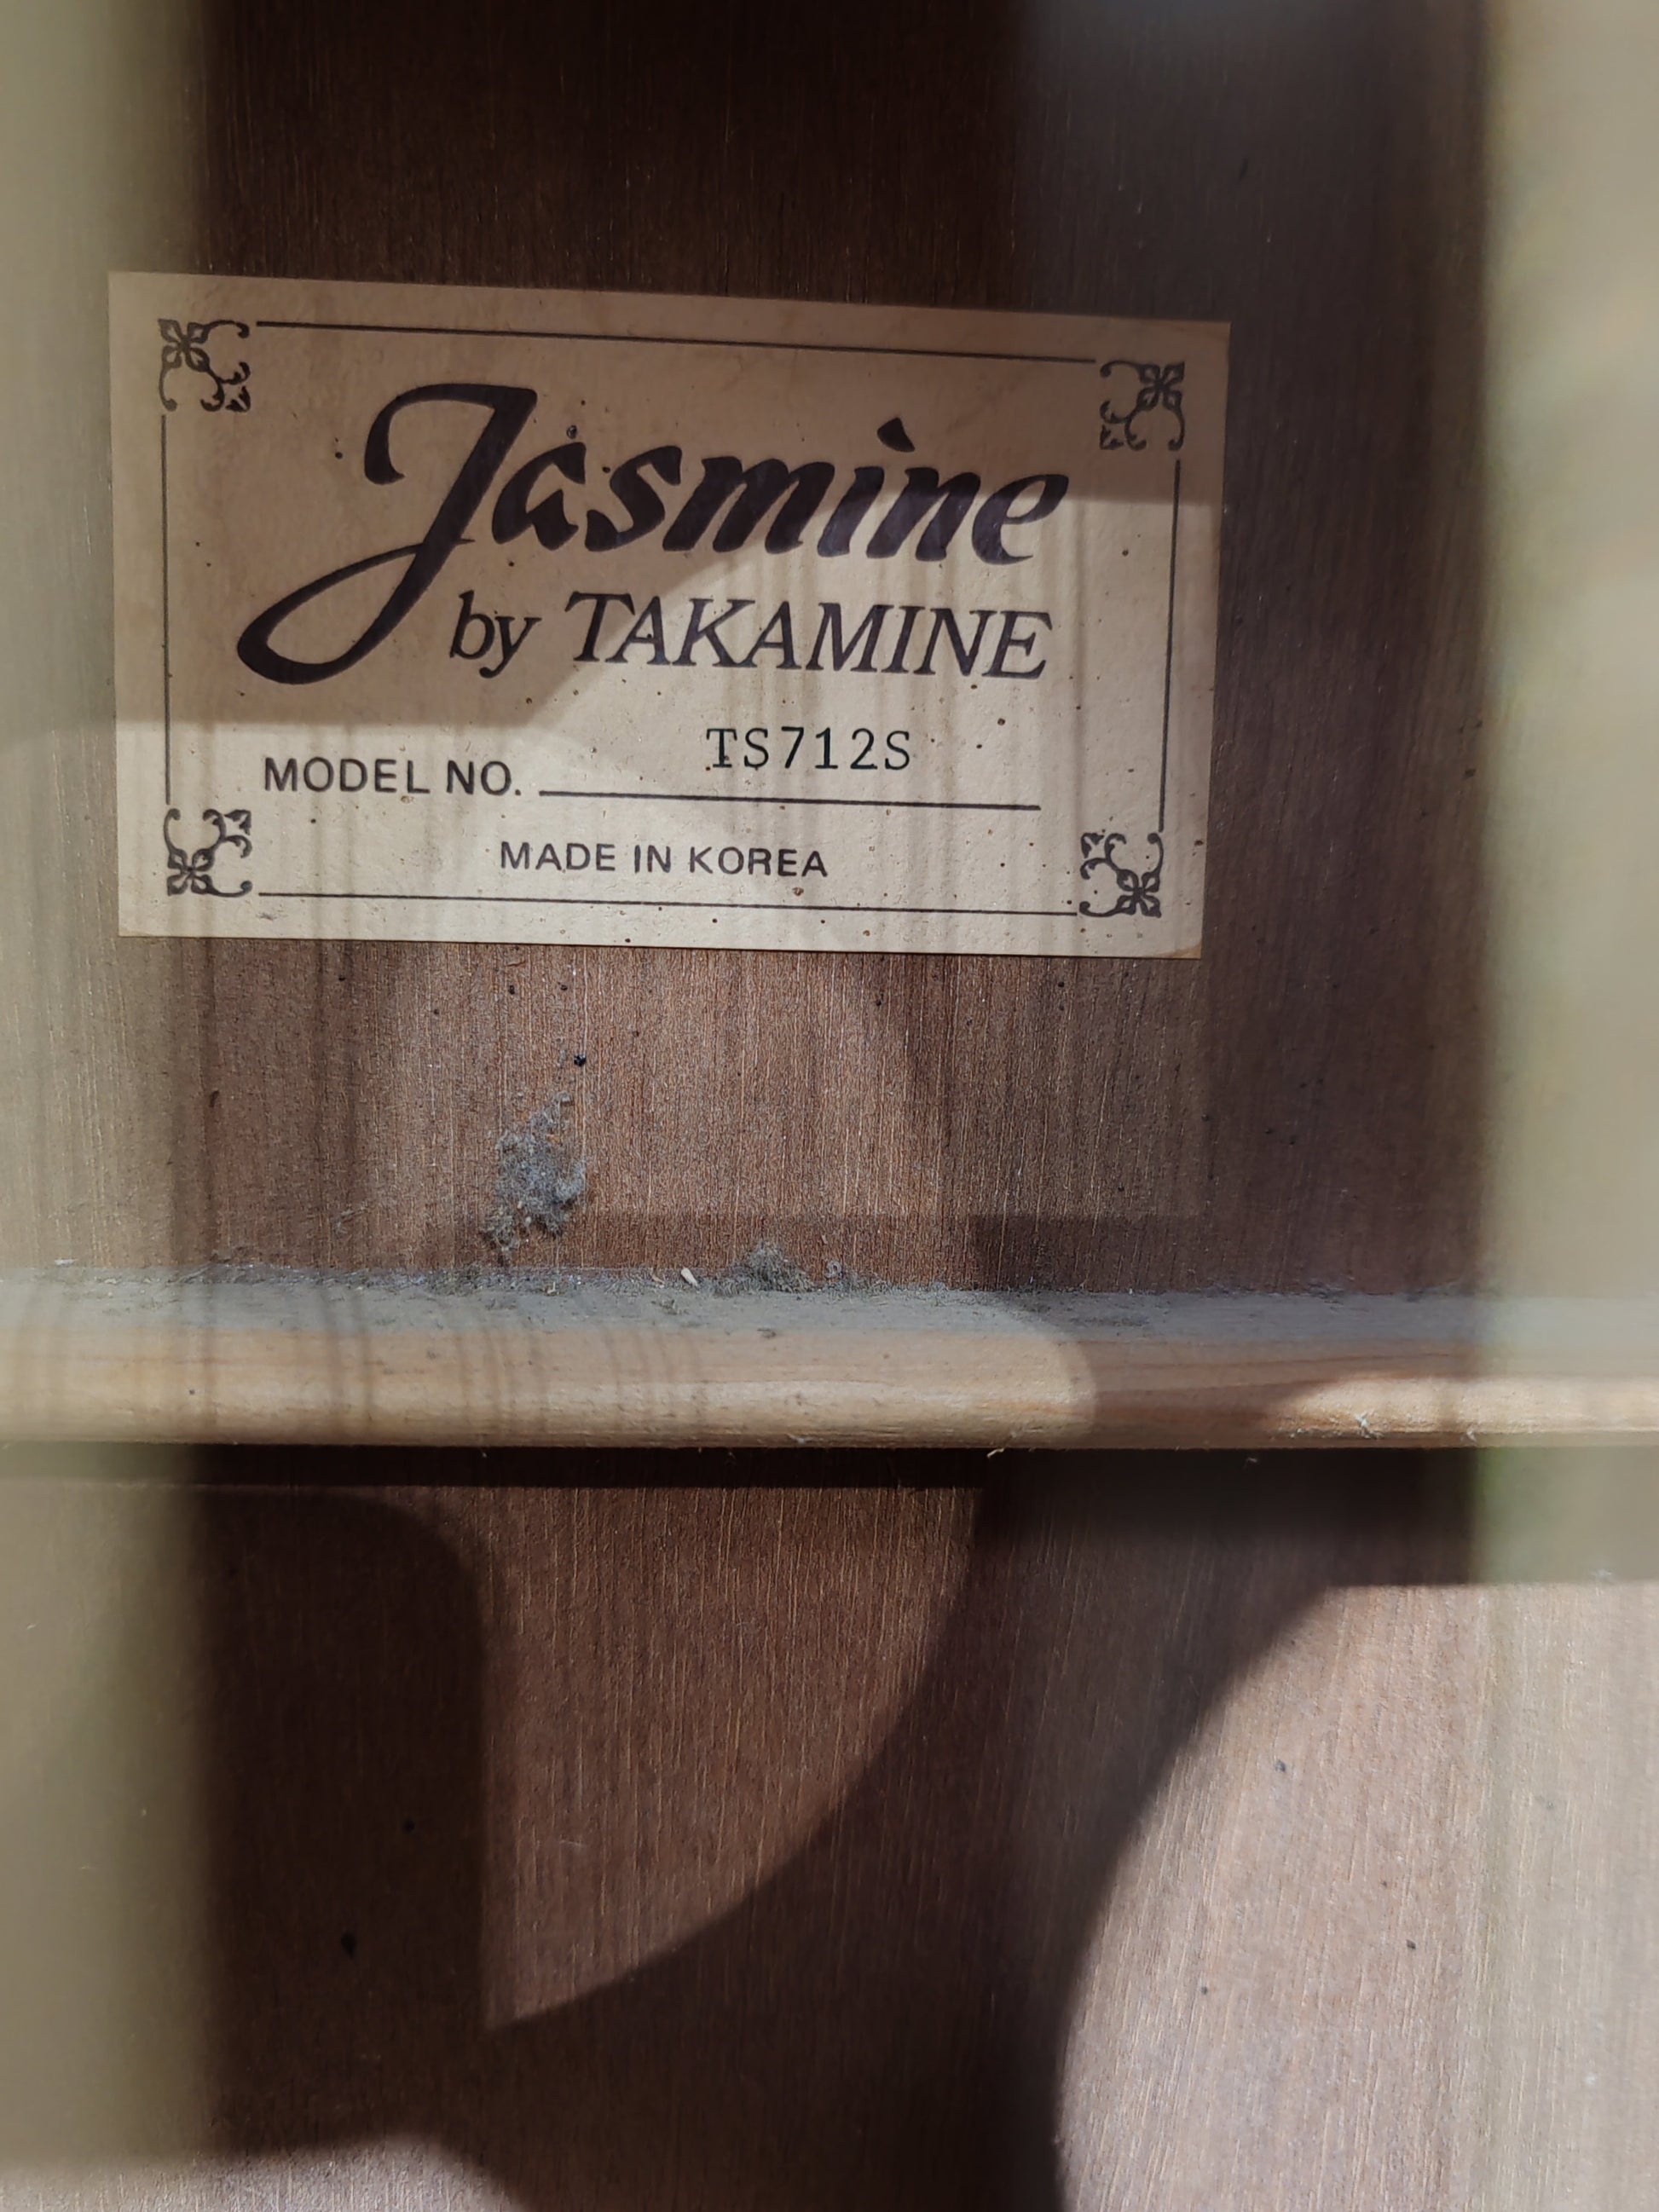 Jasmine
by TAKAMINE
MODEL NO. TS712S
MADE IN KOREA